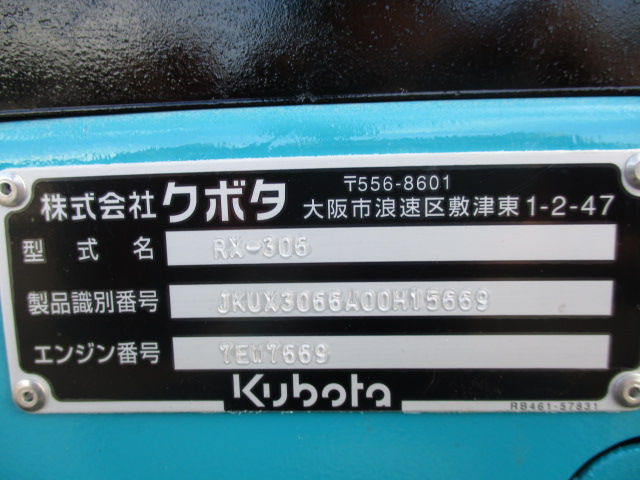 株式会社クボタ 〒556-8601
大阪市浪速区敷津東1-2-47
型式名 RX-306
製品識別番号 JKUX3066A00H15669
エンジン番号 7EW7669
Kubota
RB461-57831